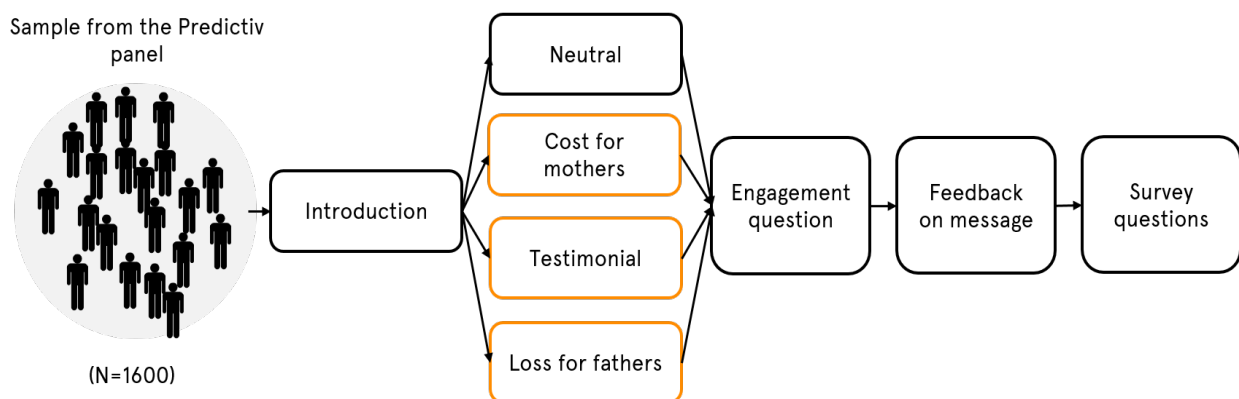 Sample from the Predictiv
panel
(N=1600)
Introduction
Neutral
Cost for
mothers
Testimonial
Loss for fathers
Engagement
question
Feedback
on message
Survey
questions